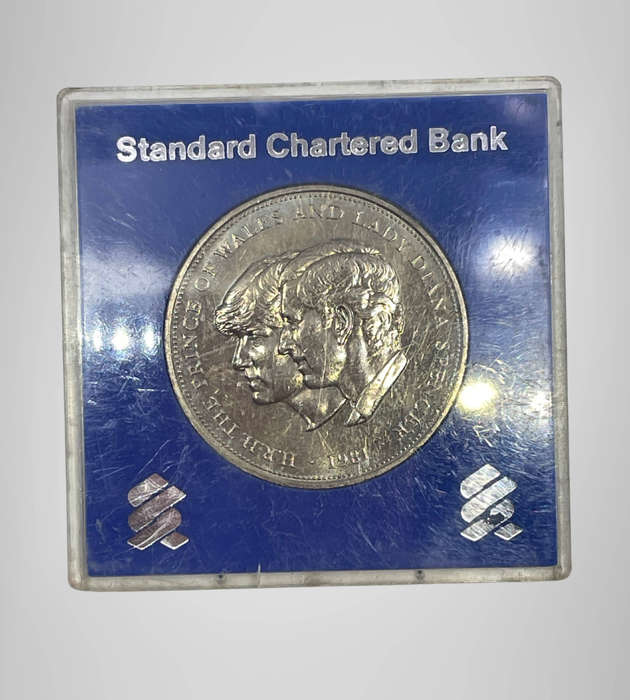 Standard Chartered Bank
H.R.H. THE PRINCE OF WALES AND LADY DIANA SPENCER
· 1981 ·